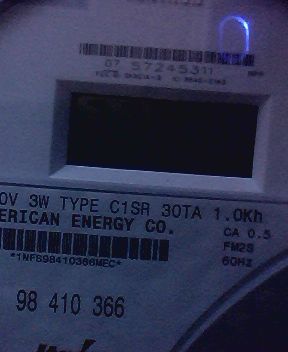 07 57245311
0V 3W TYPE C1SR 30TA 1.0Kh
ERICAN ENERGY CO. CA 0.5
FM2S
*1NF698410366MEC* 60Hz
98 410 366